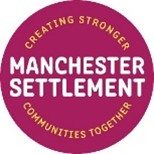 CREATING STRONGER
MANCHESTER
SETTLEMENT
COMMUNITIES TOGETHER